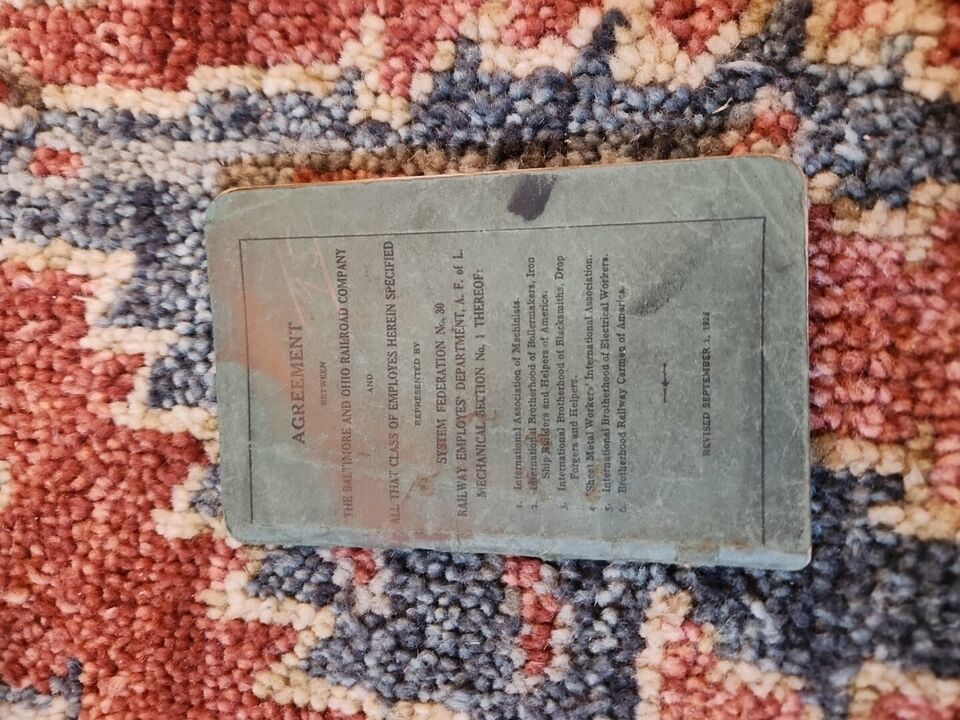 AGREEMENT
BETWEEN
THE BALTIMORE AND OHIO RAILROAD COMPANY
AND
ALL THAT CLASS OF EMPLOYES HEREIN SPECIFIED
REPRESENTED BY
SYSTEM FEDERATION No. 30
RAILWAY EMPLOYES' DEPARTMENT, A. F. of L.
MECHANICAL SECTION No. 1 THEREOF:
1. International Association of Machinists.
2. International Brotherhood of Boilermakers, Iron
Ship Builders and Helpers of America.
3. International Brotherhood of Blacksmiths, Drop
Forgers and Helpers.
4. Sheet Metal Workers' International Association.
5. International Brotherhood of Electrical Workers.
6. Brotherhood Railway Carmen of America.
REVISED SEPTEMBER 1,